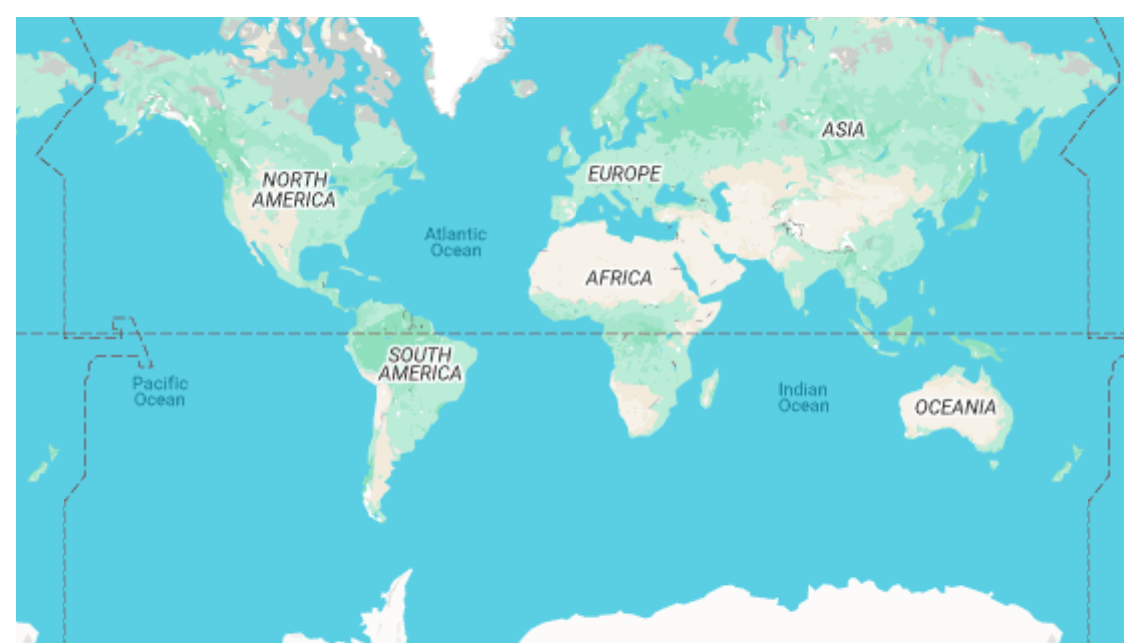 ASIA
EUROPE
NORTH
AMERICA
Atlantic
Ocean
AFRICA
SOUTH
AMERICA
Pacific
Ocean
Indian
Ocean
OCEANIA